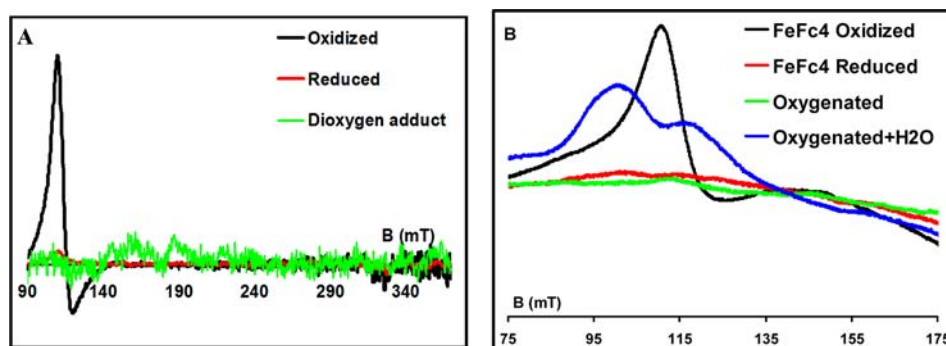 A
Oxidized
Reduced
Dioxygen adduct
B (mT)
90 140 190 240 290 340
B
FeFc4 Oxidized
FeFc4 Reduced
Oxygenated
Oxygenated+H2O
B (mT)
75 95 115 135 155 175